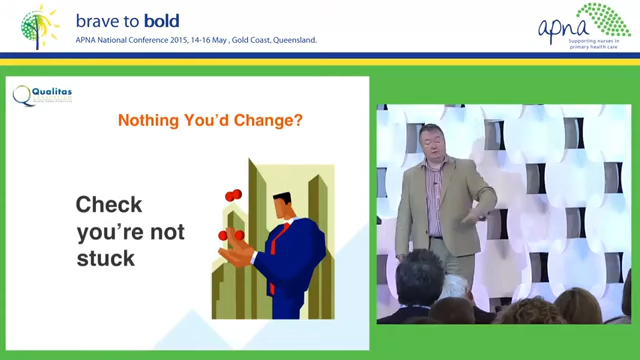 brave to bold
APNA National Conference 2015, 14-16 May, Gold Coast, Queensland.
apna
Supporting nurses in
primary health care
Qualitas
Nothing You'd Change?
Check
you're not
stuck